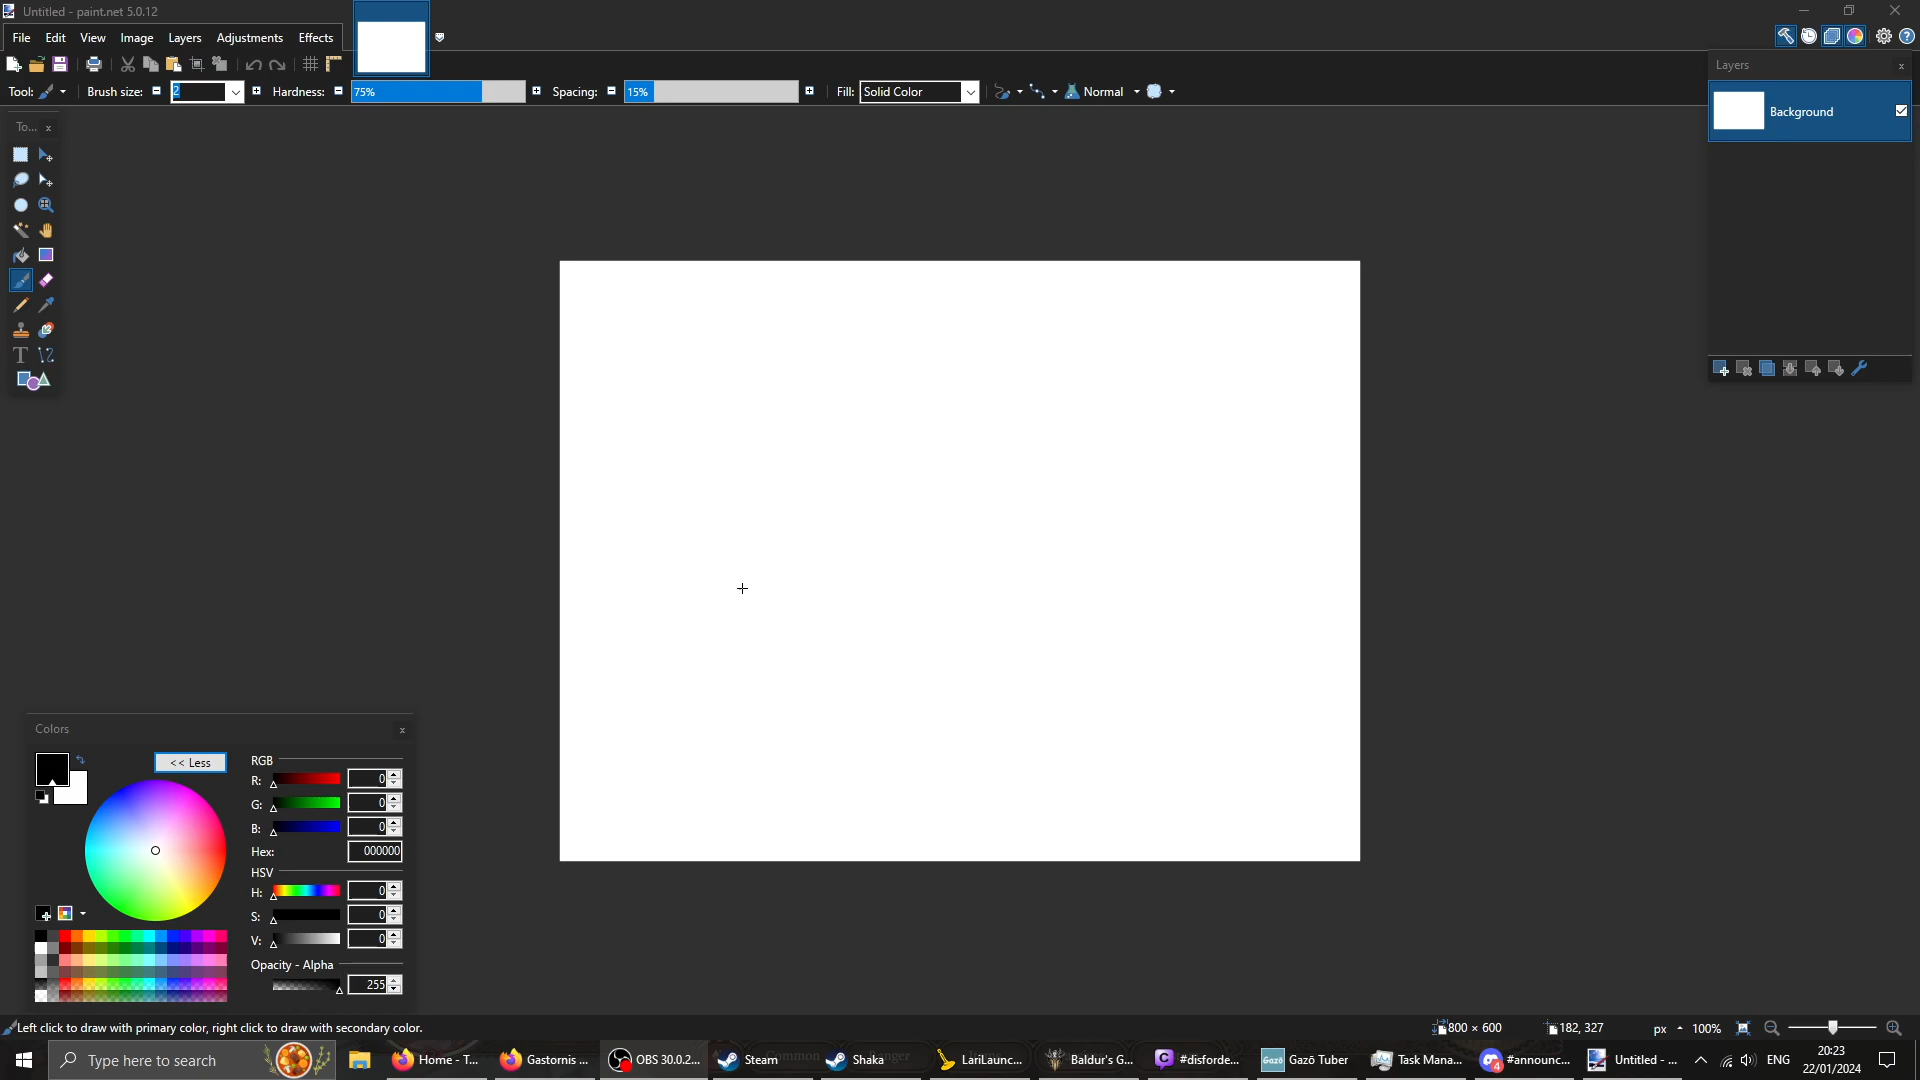 Untitled - paint.net 5.0.12
File Edit View Image Layers Adjustments Effects
Tool: Brush size: 2 Hardness: 75% Spacing: 15% Fill: Solid Color Normal
To...
Layers
Background
Colors
<< Less
RGB
R: 0
G: 0
B: 0
Hex: 000000
HSV
H: 0
S: 0
V: 0
Opacity - Alpha
255
Left click to draw with primary color, right click to draw with secondary color.
800 × 600
182, 327
px
100%
Type here to search
Home - T...
Gastornis ...
OBS 30.0.2...
Steam
Shaka
LariLaunc...
Baldur's G...
#disforde...
Gazō Tuber
Task Mana...
#announc...
Untitled - ...
ENG
20:23
22/01/2024